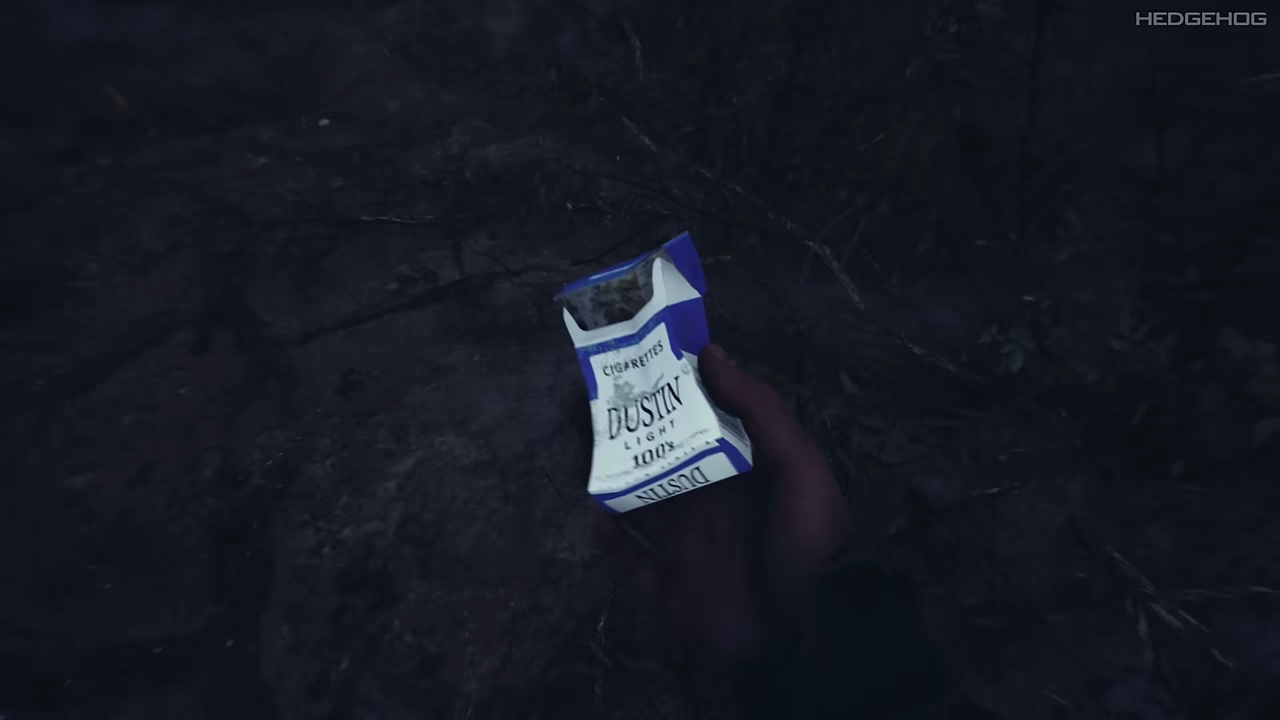 HEDGEHOG
CIGARETTES
DUSTIN
LIGHT
100's
DUSTIN